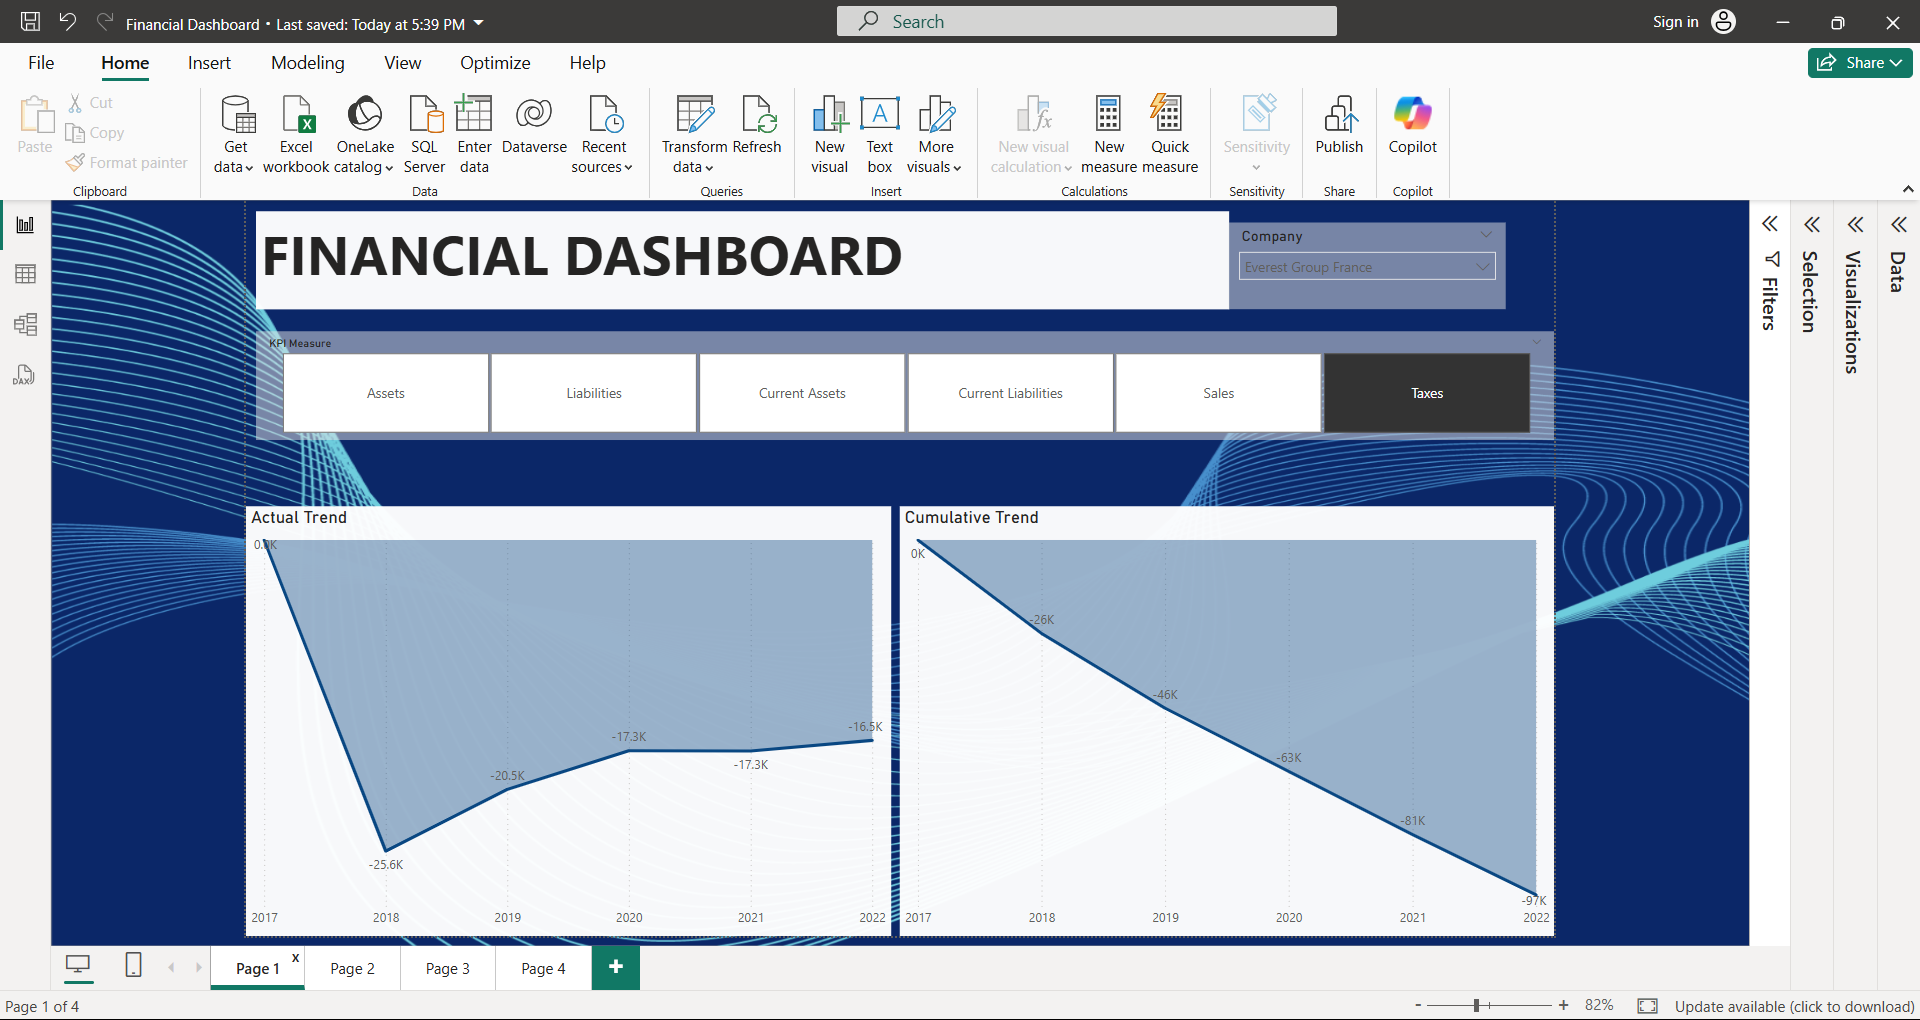 Financial Dashboard • Last saved: Today at 5:39 PM
Search
Sign in
File Home Insert Modeling View Optimize Help
Share
Paste
Cut
Copy
Format painter
Clipboard
Get data
Excel workbook
OneLake catalog
SQL Server
Enter data
Dataverse
Recent sources
Data
Transform data
Refresh
Queries
New visual
Text box
More visuals
Insert
New visual calculation
New measure
Quick measure
Calculations
Sensitivity
Sensitivity
Publish
Share
Copilot
Copilot
DAX
FINANCIAL DASHBOARD
Company
Everest Group France
KPI Measure
Assets
Liabilities
Current Assets
Current Liabilities
Sales
Taxes
Actual Trend
0.0K
-25.6K
-20.5K
-17.3K
-17.3K
-16.5K
2017 2018 2019 2020 2021 2022
Cumulative Trend
0K
-26K
-46K
-63K
-81K
-97K
2017 2018 2019 2020 2021 2022
Filters
Selection
Visualizations
Data
Page 1 x
Page 2
Page 3
Page 4
+
Page 1 of 4
- + 82%
Update available (click to download)